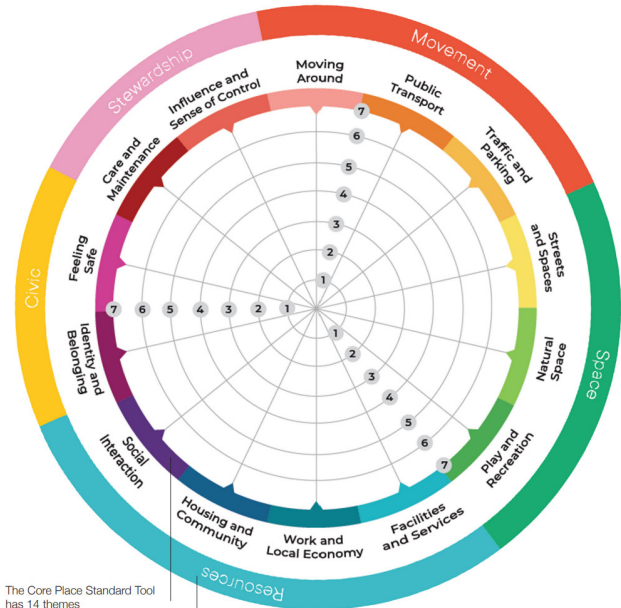 Movement
Space
Resources
Civic
Stewardship
Moving
Around
Public
Transport
Traffic and
Parking
Streets
and Spaces
Natural
Space
Play and
Recreation
Facilities
and Services
Work and
Local Economy
Housing and
Community
Social
Interaction
Identity and
Belonging
Feeling
Safe
Care and
Maintenance
Influence and
Sense of Control
7
6
5
4
3
2
1
7 6 5 4 3 2 1
1
2
3
4
5
6
7
The Core Place Standard Tool
has 14 themes